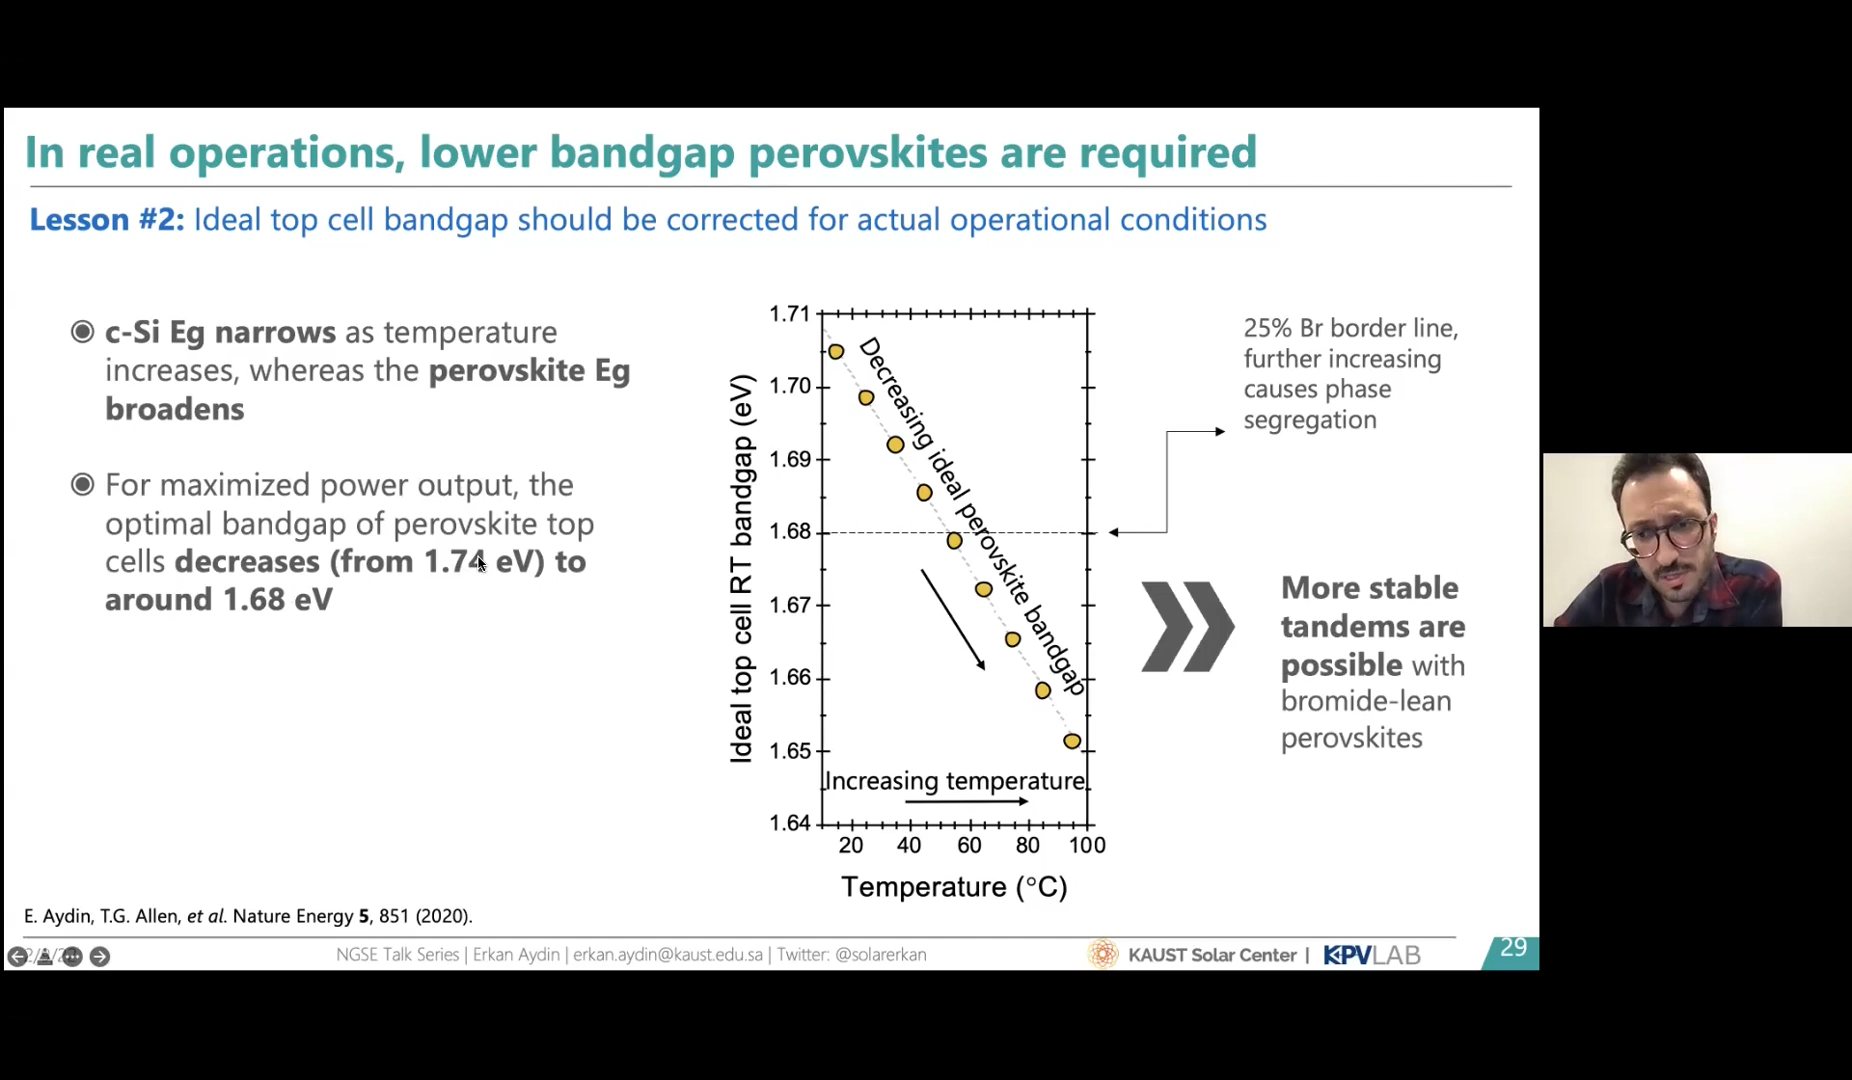 In real operations, lower bandgap perovskites are required
Lesson #2: Ideal top cell bandgap should be corrected for actual operational conditions
c-Si Eg narrows as temperature
increases, whereas the perovskite Eg
broadens
For maximized power output, the
optimal bandgap of perovskite top
cells decreases (from 1.74 eV) to
around 1.68 eV
Ideal top cell RT bandgap (eV)
1.71
1.70
1.69
1.68
1.67
1.66
1.65
1.64
Decreasing ideal perovskite bandgap
Increasing temperature
20 40 60 80 100
Temperature (°C)
25% Br border line,
further increasing
causes phase
segregation
More stable
tandems are
possible with
bromide-lean
perovskites
E. Aydin, T.G. Allen, et al. Nature Energy 5, 851 (2020).
NGSE Talk Series | Erkan Aydin | erkan.aydin@kaust.edu.sa | Twitter: @solarerkan
KAUST Solar Center | KPVLAB
29